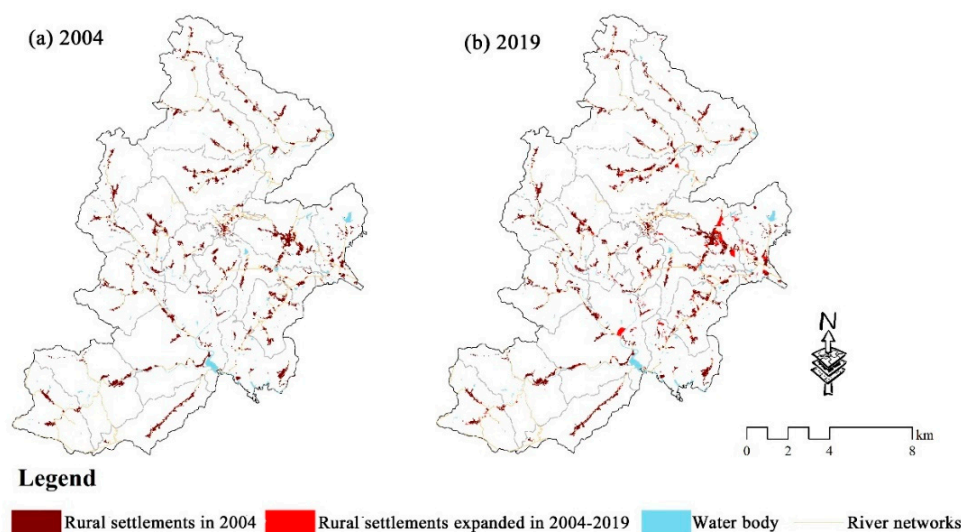 (a) 2004
(b) 2019
N
km
0 2 4 8
Legend
Rural settlements in 2004 Rural settlements expanded in 2004-2019 Water body River networks